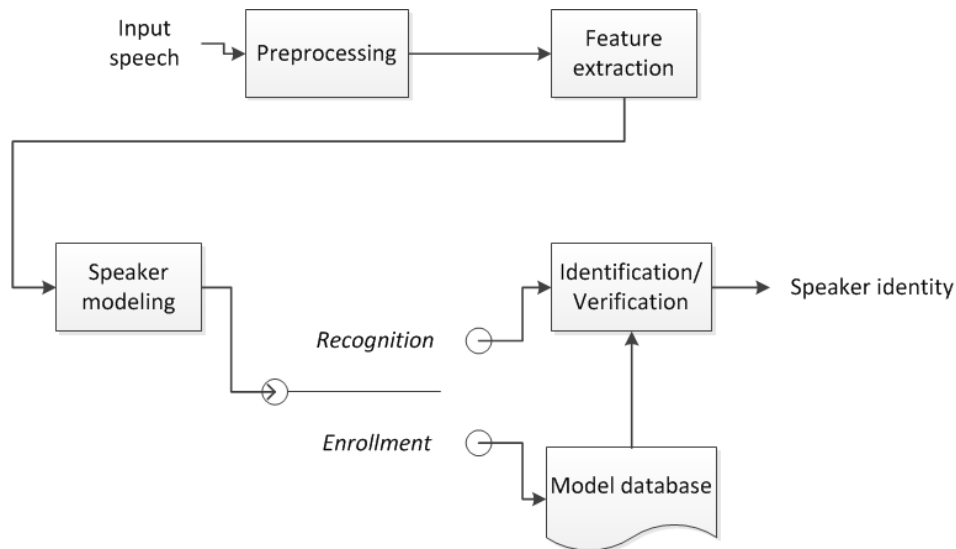 Input
speech
Preprocessing
Feature
extraction
Speaker
modeling
Identification/
Verification
Speaker identity
Recognition
Enrollment
Model database